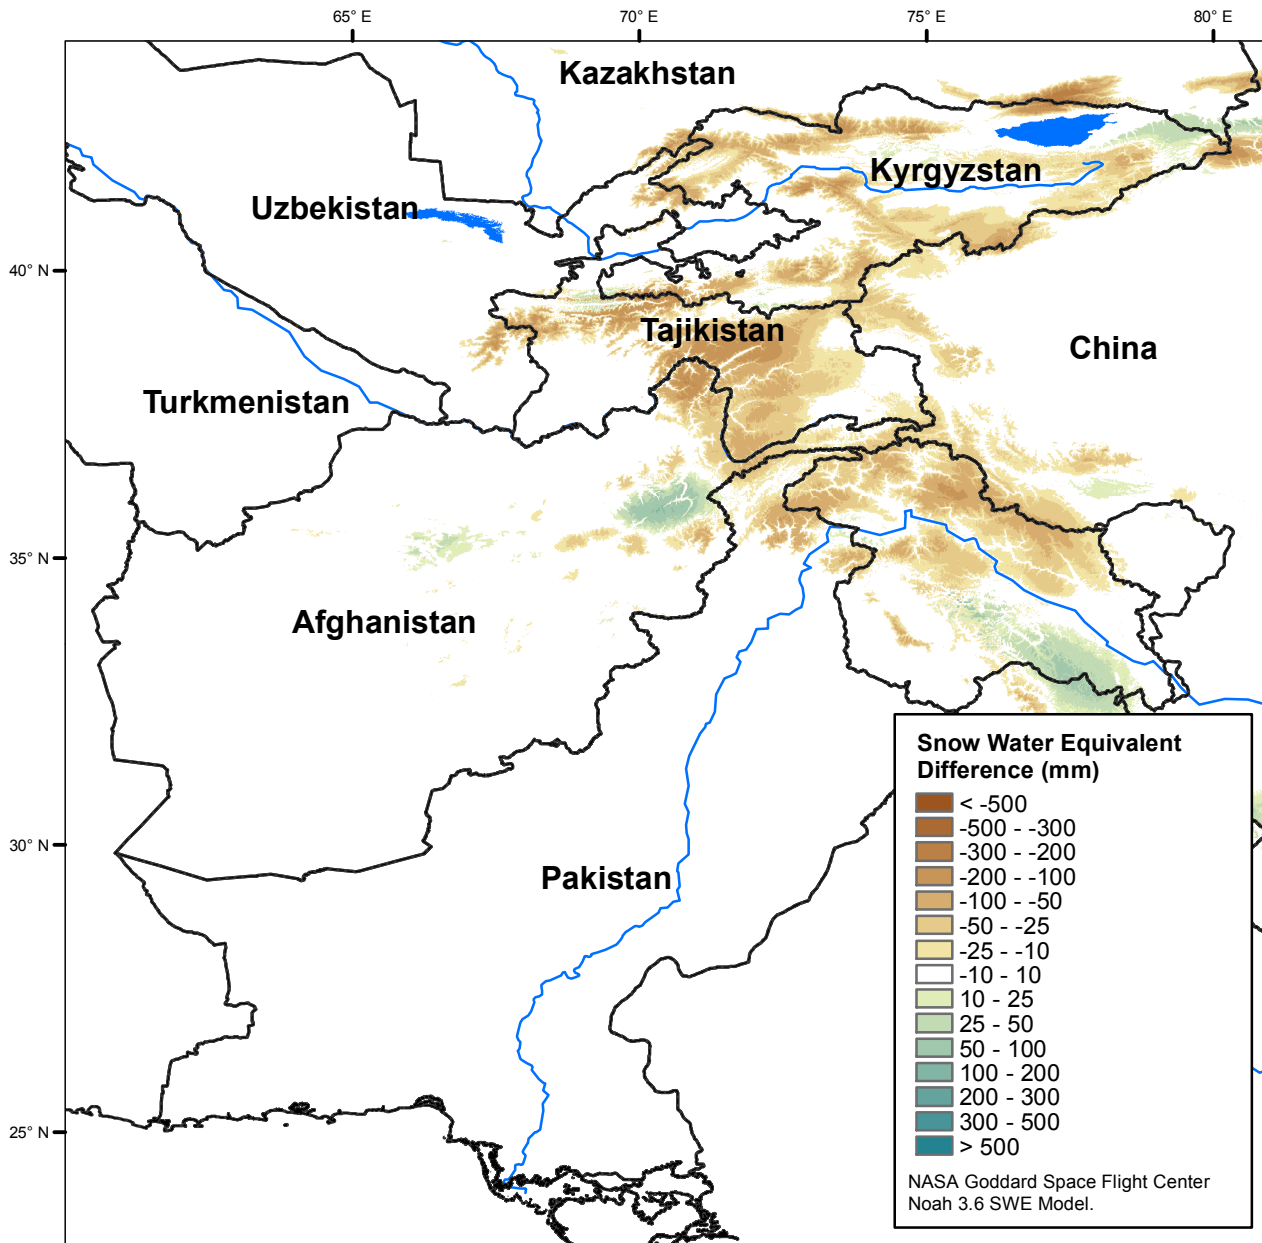 65° E
70° E
75° E
80° E
Kazakhstan
Kyrgyzstan
Uzbekistan
40° N
Tajikistan
China
Turkmenistan
35° N
Afghanistan
30° N
Pakistan
25° N
Snow Water Equivalent
Difference (mm)
< -500
-500 - -300
-300 - -200
-200 - -100
-100 - -50
-50 - -25
-25 - -10
-10 - 10
10 - 25
25 - 50
50 - 100
100 - 200
200 - 300
300 - 500
> 500
NASA Goddard Space Flight Center
Noah 3.6 SWE Model.